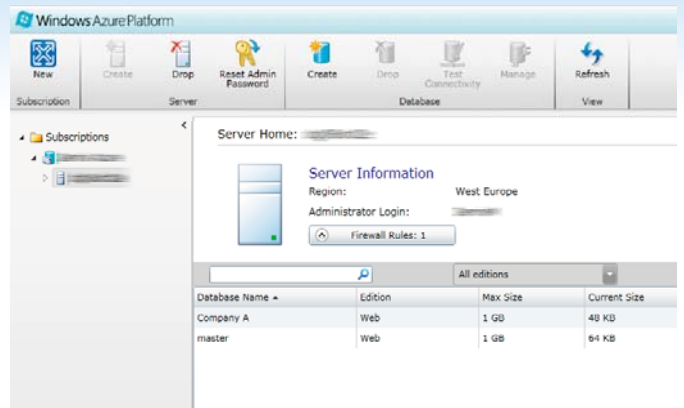 Windows Azure Platform
New Create Drop Reset Admin Password Create Drop Test Connectivity Manage Refresh
Subscription Server Database View
Subscriptions
Server Home:
Server Information
Region: West Europe
Administrator Login:
Firewall Rules: 1
All editions
Database Name Edition Max Size Current Size
Company A Web 1 GB 48 KB
master Web 1 GB 64 KB